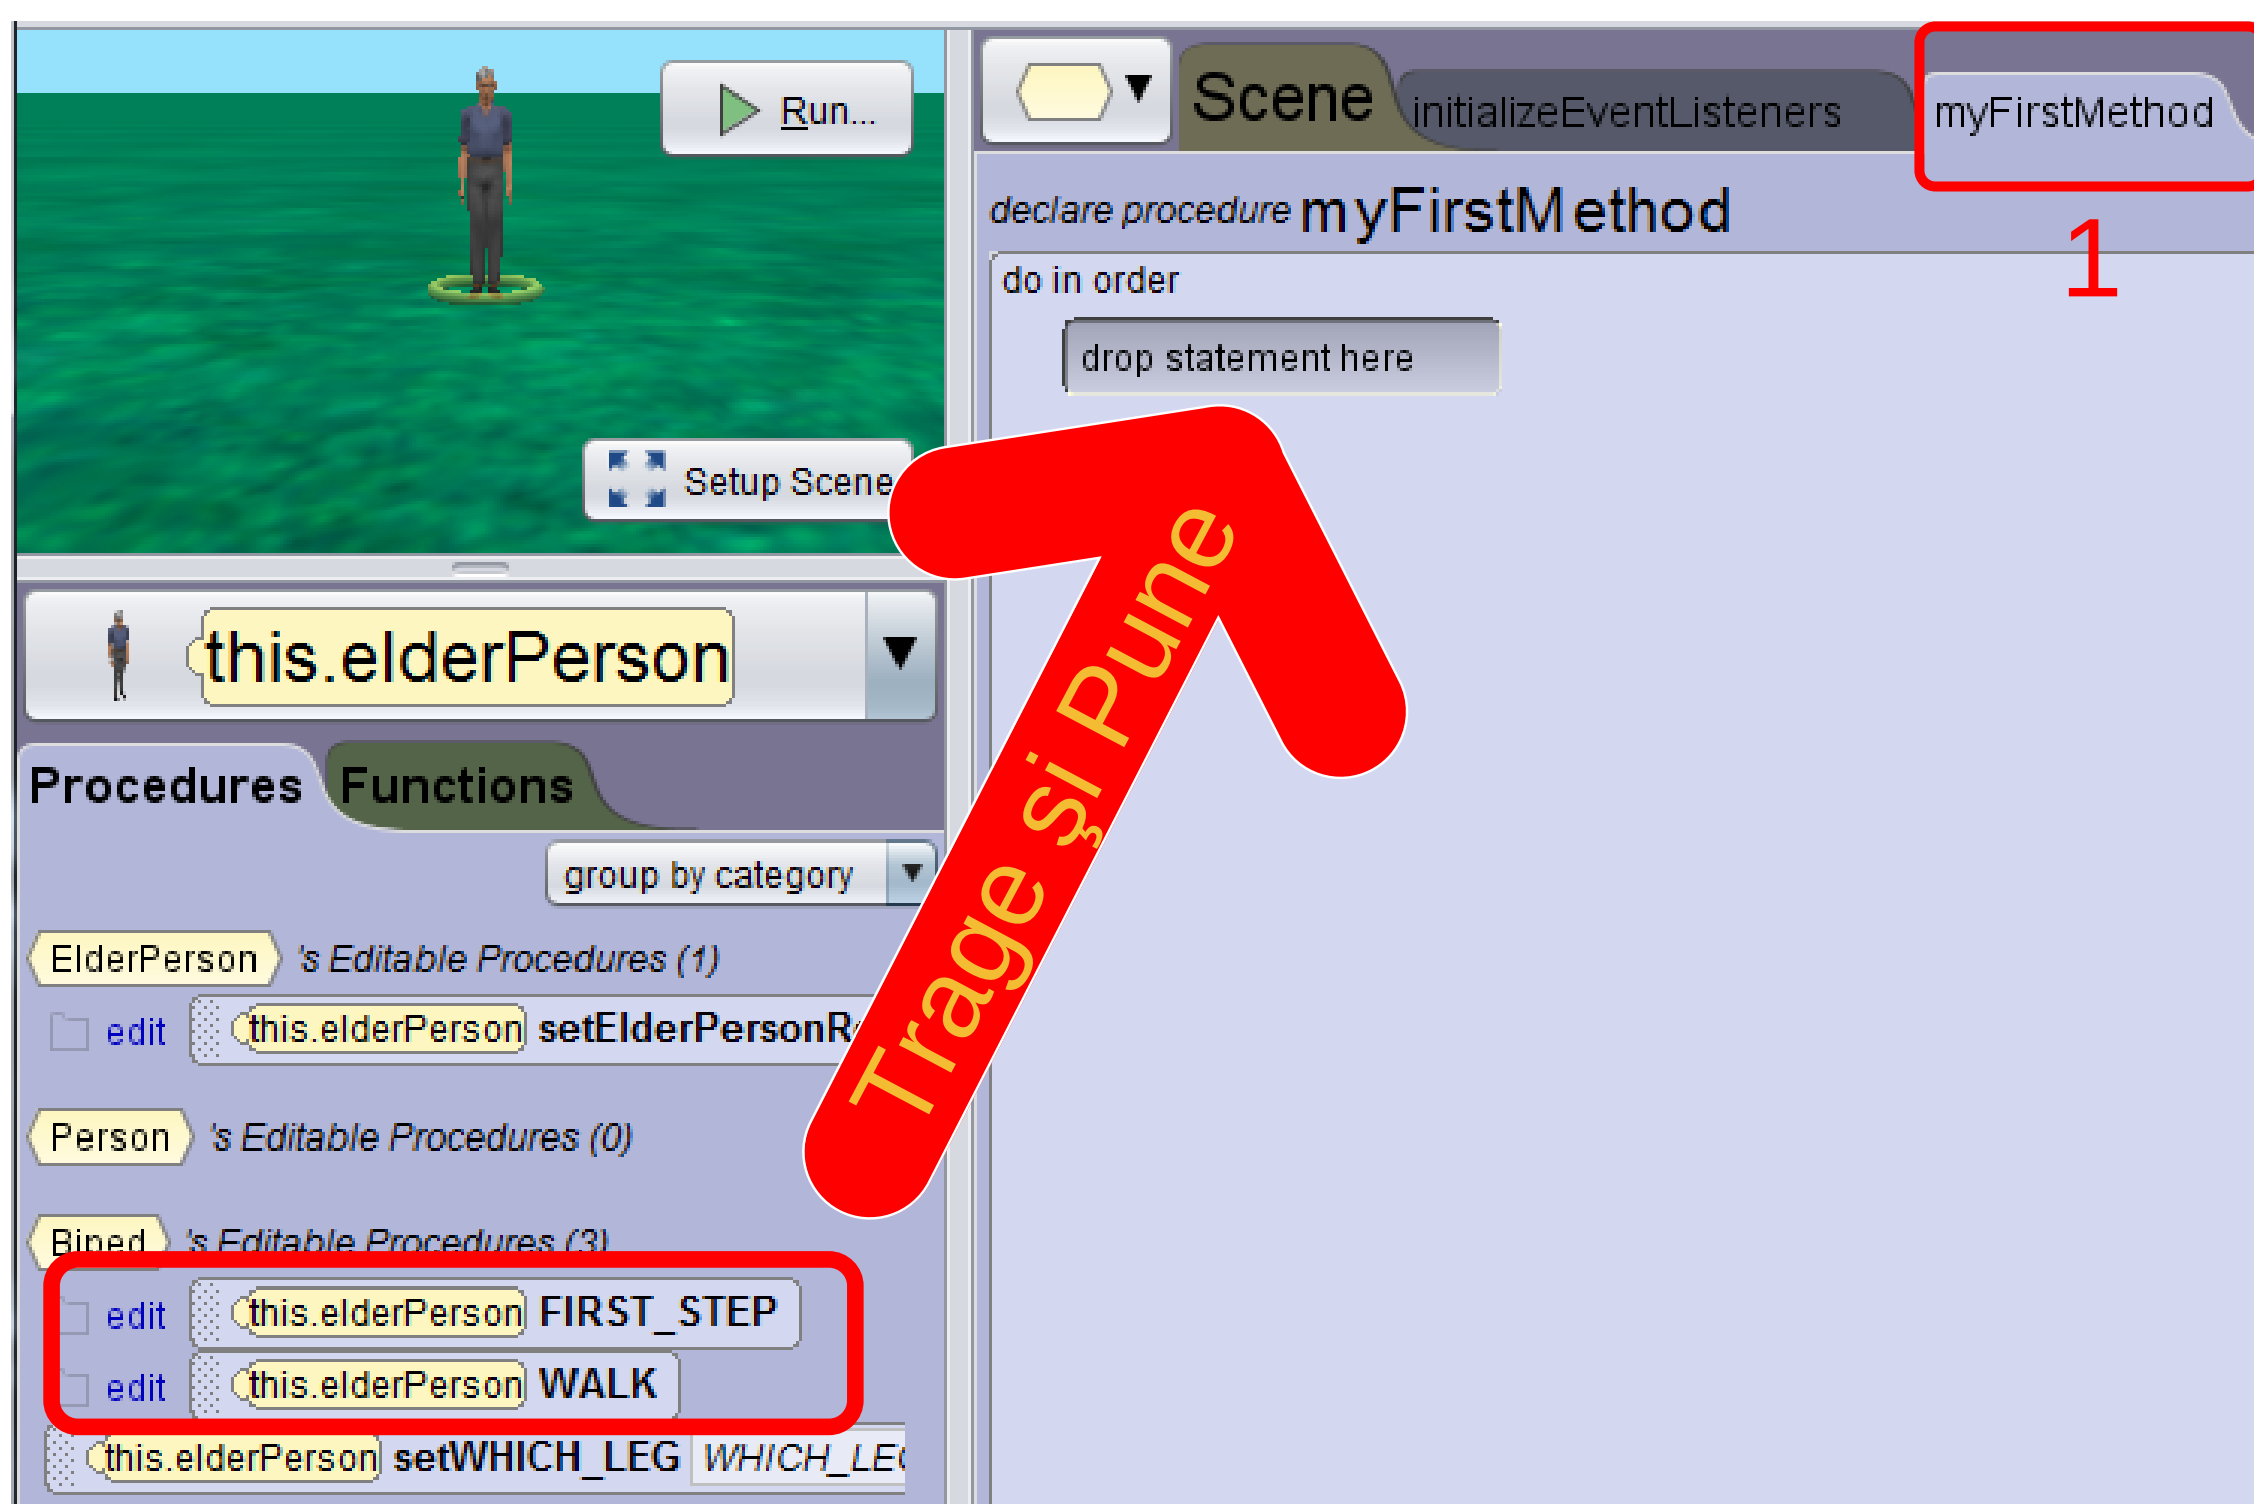 Run...
Setup Scene
this.elderPerson
Procedures Functions
group by category
ElderPerson 's Editable Procedures (1)
edit this.elderPerson
Person 's Editable Procedures (0)
Biped 's Editable Procedures (3)
edit this.elderPerson FIRST_STEP
edit this.elderPerson WALK
this.elderPerson setWHICH_LEG
Scene initializeEventListeners myFirstMethod
1
declare procedure myFirstMethod
do in order
drop statement here
Trage și Pune